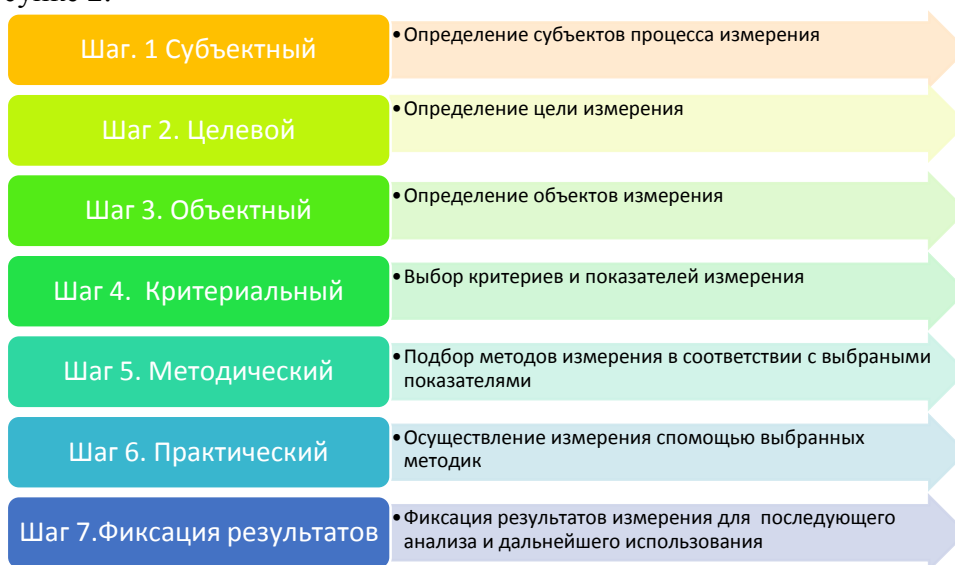 Шаг. 1 Субъектный
•Определение субъектов процесса измерения
Шаг 2. Целевой
•Определение цели измерения
Шаг 3. Объектный
•Определение объектов измерения
Шаг 4.  Критериальный
•Выбор критериев и показателей измерения
Шаг 5. Методический
•Подбор методов измерения в соответствии с выбраными
показателями
Шаг 6. Практический
•Осуществление измерения спомощью выбранных
методик
Шаг 7.Фиксация результатов
•Фиксация результатов измерения для  последующего
анализа и дальнейшего использования